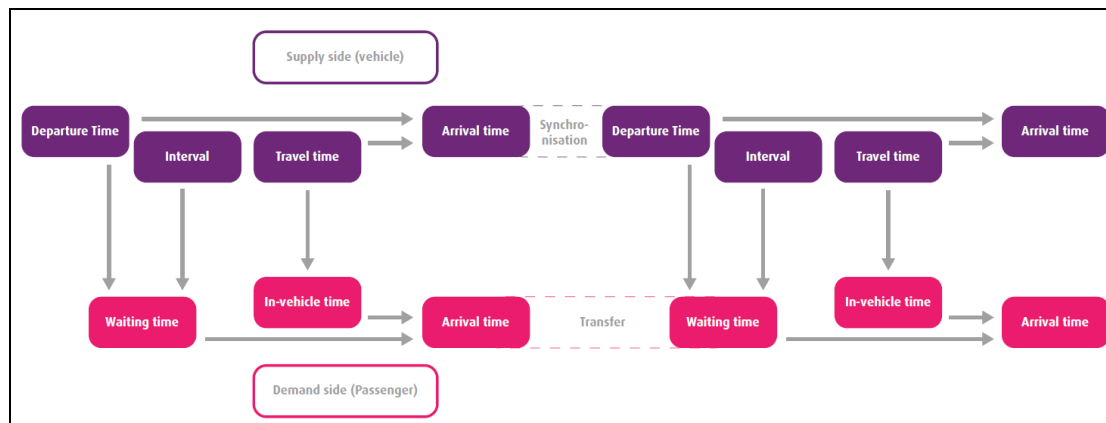 Supply side (vehicle)
Departure Time
Interval
Travel time
Arrival time
Synchro-
nisation
Departure Time
Interval
Travel time
Arrival time
Waiting time
In-vehicle time
Arrival time
Transfer
Waiting time
In-vehicle time
Arrival time
Demand side (Passenger)